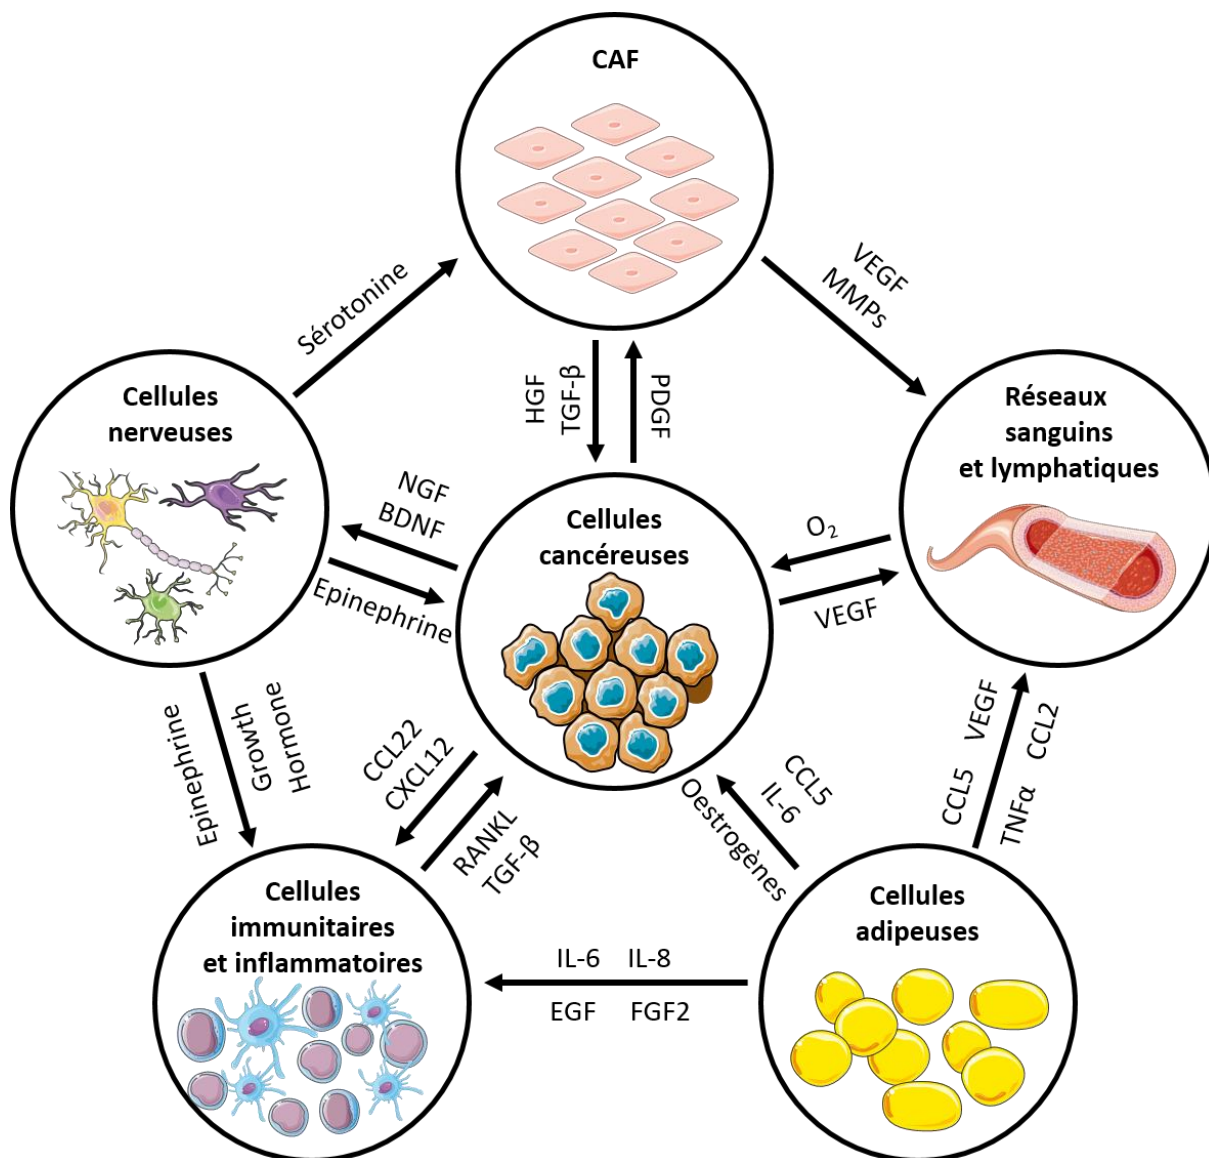 CAF
VEGF
MMPs
Sérotonine
HGF
TGF-β
PDGF
Cellules
nerveuses
Réseaux
sanguins
et lymphatiques
NGF
BDNF
Cellules
cancéreuses
O₂
Epinephrine
VEGF
Epinephrine
Growth
Hormone
CCL22
CXCL12
RANKL
TGF-β
CCL5
IL-6
Oestrogènes
CCL5
VEGF
TNFα
CCL2
Cellules
immunitaires
et inflammatoires
Cellules
adipeuses
IL-6 IL-8
EGF FGF2